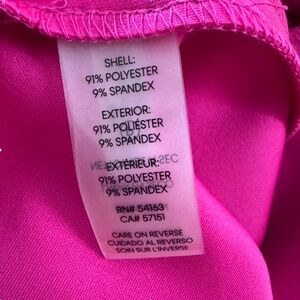 SHELL:
91% POLYESTER
9% SPANDEX
EXTERIOR:
91% POLIÉSTER
9% SPANDEX
EXTÉRIEUR:
91% POLYESTER
9% SPANDEX
RN# 54163
CA# 57151
CARE ON REVERSE
CUIDADO AL REVERSO
SOIN SUR L'INVERSE